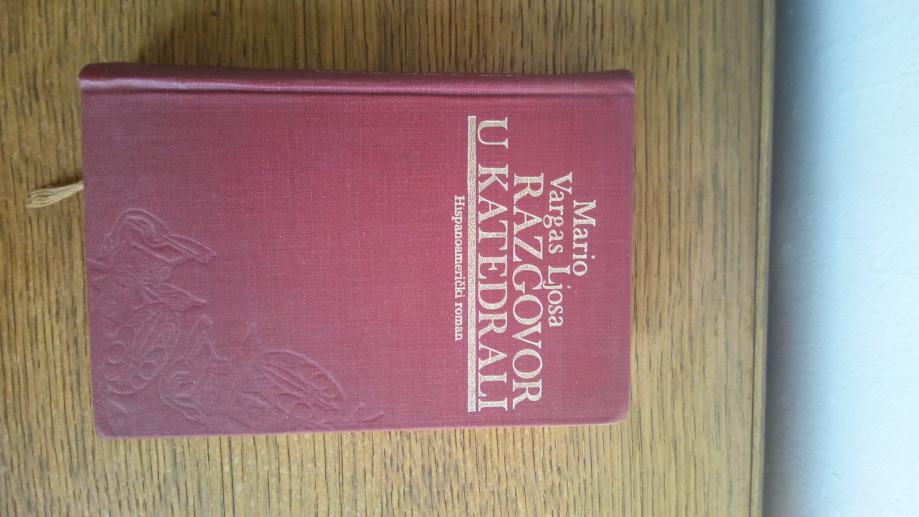 Mario
Vargas Ljosa
RAZGOVOR
U KATEDRALI
Hispanoamerički roman